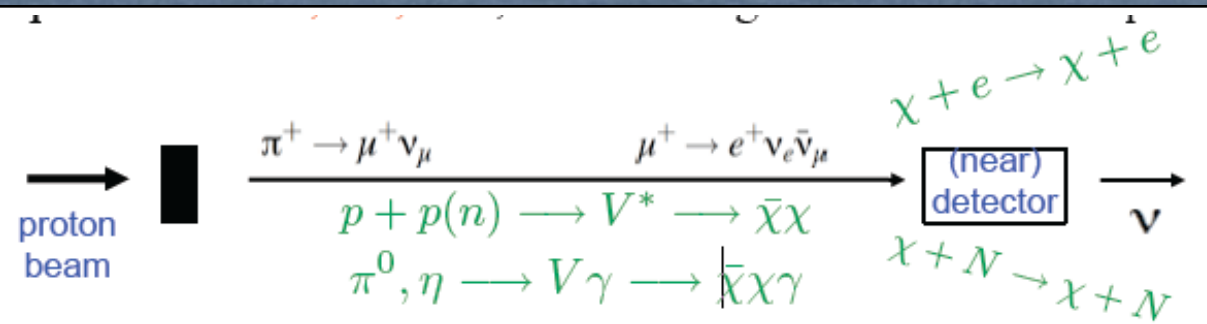 χ + e → χ + e
π⁺ → μ⁺ν_μ μ⁺ → e⁺ν_e ν̄_μ
(near)
detector
proton
beam
p + p(n) ⟶ V* ⟶ χ̄χ
ν
π⁰, η ⟶ Vγ ⟶ χ̄χγ
χ + N → χ + N